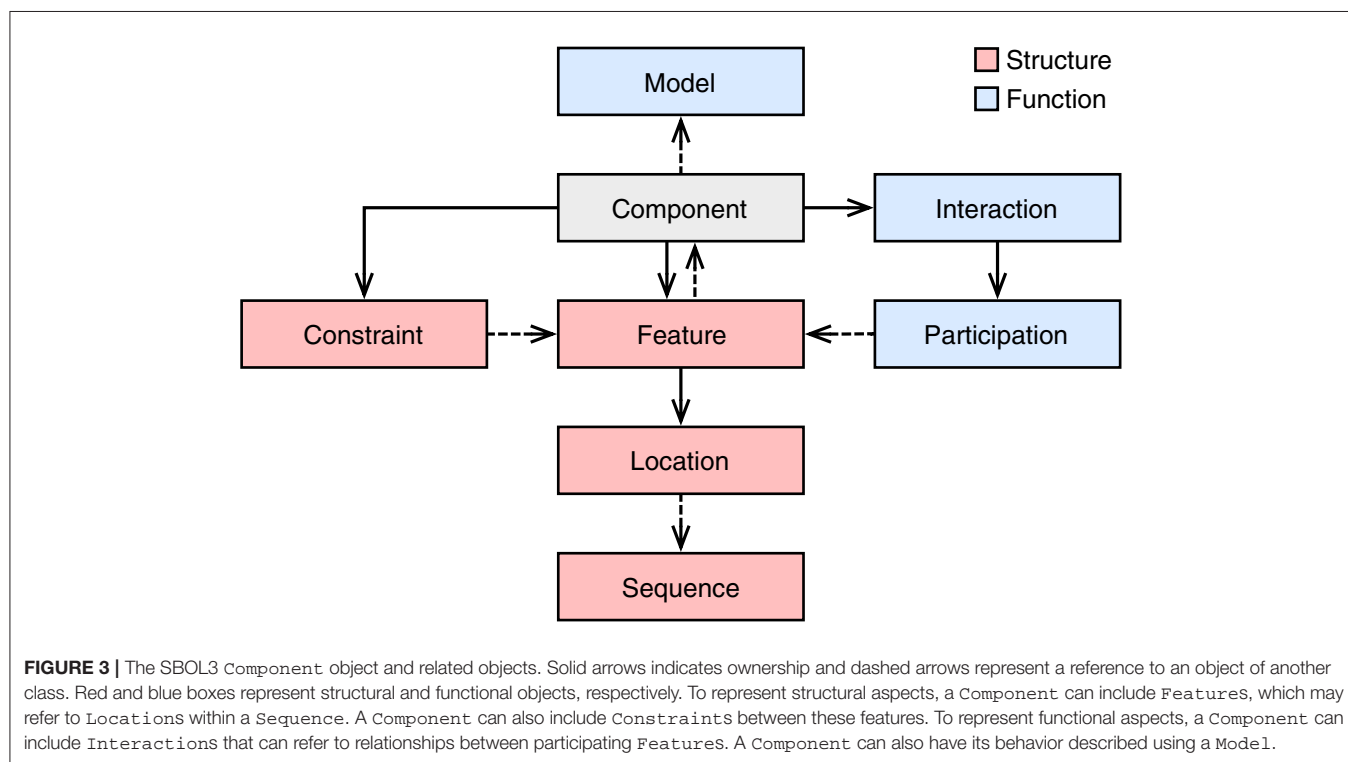 Model
Structure
Function
Component
Interaction
Constraint
Feature
Participation
Location
Sequence
FIGURE 3 | The SBOL3 Component object and related objects. Solid arrows indicates ownership and dashed arrows represent a reference to an object of another
class. Red and blue boxes represent structural and functional objects, respectively. To represent structural aspects, a Component can include Features, which may
refer to Locations within a Sequence. A Component can also include Constraints between these features. To represent functional aspects, a Component can
include Interactions that can refer to relationships between participating Features. A Component can also have its behavior described using a Model.